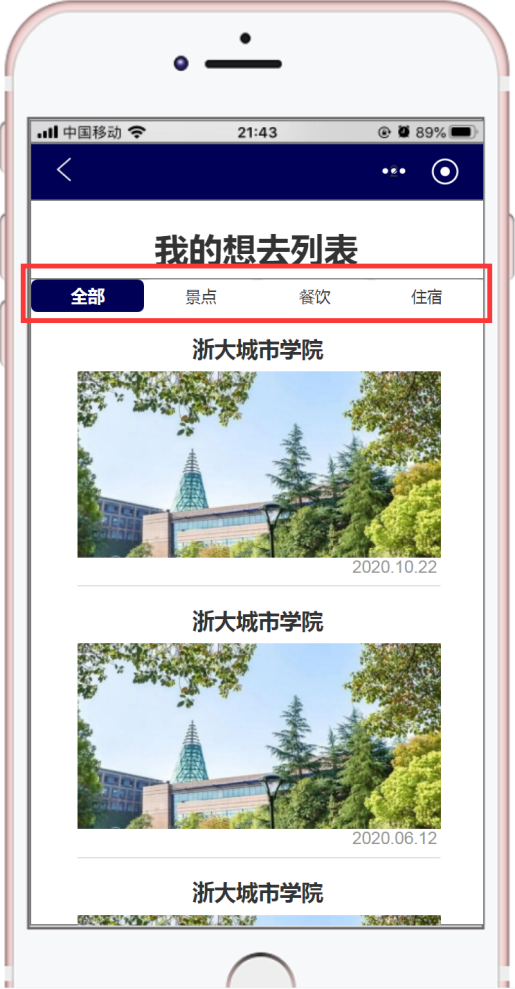 中国移动 21:43 89%
我的想去列表
全部 景点 餐饮 住宿
浙大城市学院
2020.10.22
浙大城市学院
2020.06.12
浙大城市学院